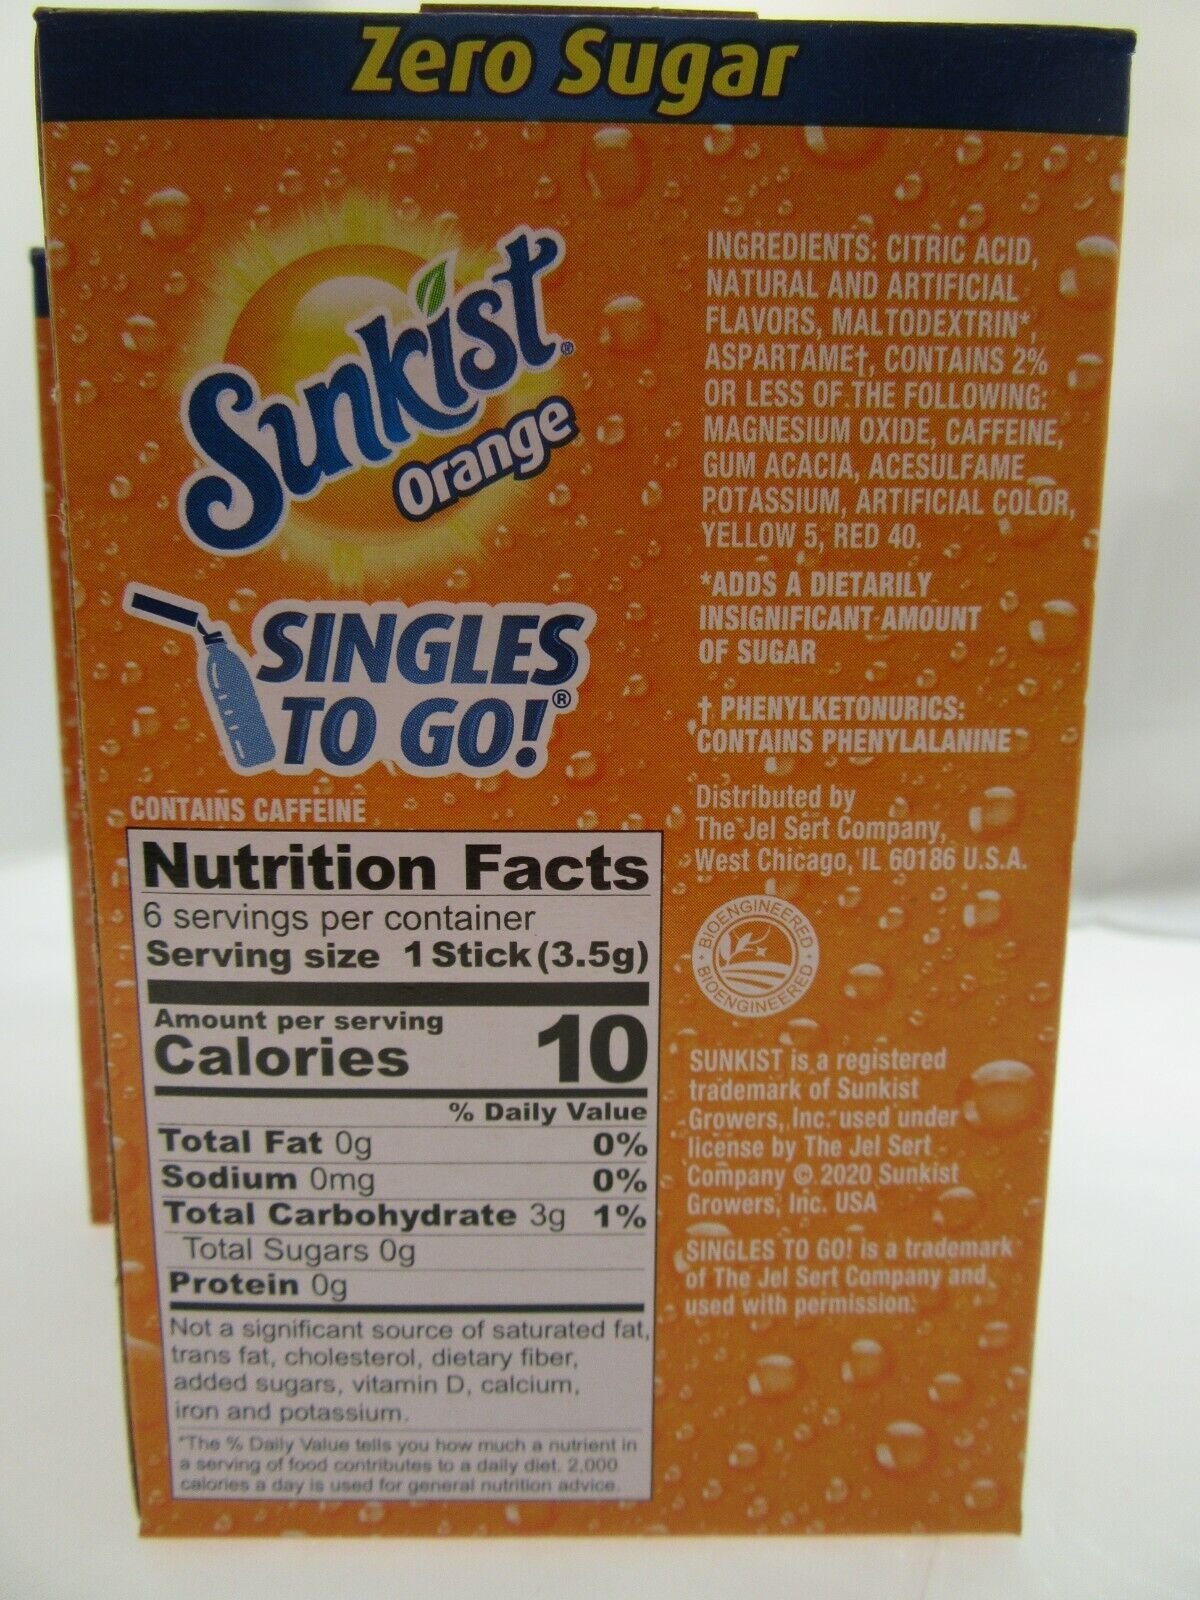 Zero Sugar
Sunkist®
Orange
SINGLES
TO GO!®
CONTAINS CAFFEINE
Nutrition Facts
6 servings per container
Serving size 1 Stick (3.5g)
Amount per serving
Calories 10
% Daily Value
Total Fat 0g 0%
Sodium 0mg 0%
Total Carbohydrate 3g 1%
Total Sugars 0g
Protein 0g
Not a significant source of saturated fat,
trans fat, cholesterol, dietary fiber,
added sugars, vitamin D, calcium,
iron and potassium.
*The % Daily Value tells you how much a nutrient in
a serving of food contributes to a daily diet. 2,000
calories a day is used for general nutrition advice.
INGREDIENTS: CITRIC ACID,
NATURAL AND ARTIFICIAL
FLAVORS, MALTODEXTRIN*,
ASPARTAME†, CONTAINS 2%
OR LESS OF THE FOLLOWING:
MAGNESIUM OXIDE, CAFFEINE,
GUM ACACIA, ACESULFAME
POTASSIUM, ARTIFICIAL COLOR,
YELLOW 5, RED 40.
*ADDS A DIETARILY
INSIGNIFICANT AMOUNT
OF SUGAR
† PHENYLKETONURICS:
CONTAINS PHENYLALANINE
Distributed by
The Jel Sert Company,
West Chicago, IL 60186 U.S.A.
BIOENGINEERED • BIOENGINEERED •
SUNKIST is a registered
trademark of Sunkist
Growers, Inc. used under
license by The Jel Sert
Company © 2020 Sunkist
Growers, Inc. USA
SINGLES TO GO! is a trademark
of The Jel Sert Company and
used with permission.